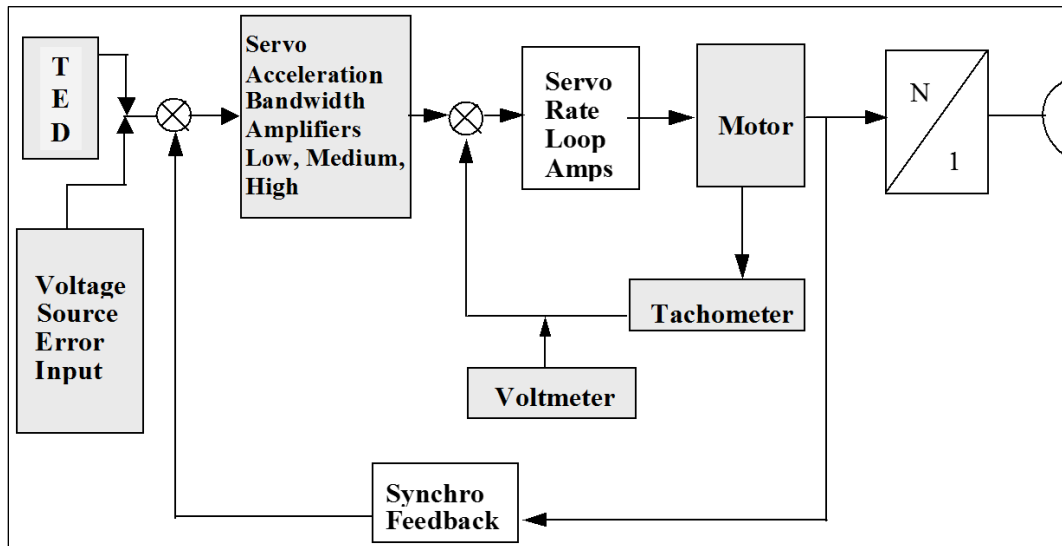 T
E
D
Servo
Acceleration
Bandwidth
Amplifiers
Low, Medium,
High
Servo
Rate
Loop
Amps
Motor
N
1
Voltage
Source
Error
Input
Tachometer
Voltmeter
Synchro
Feedback